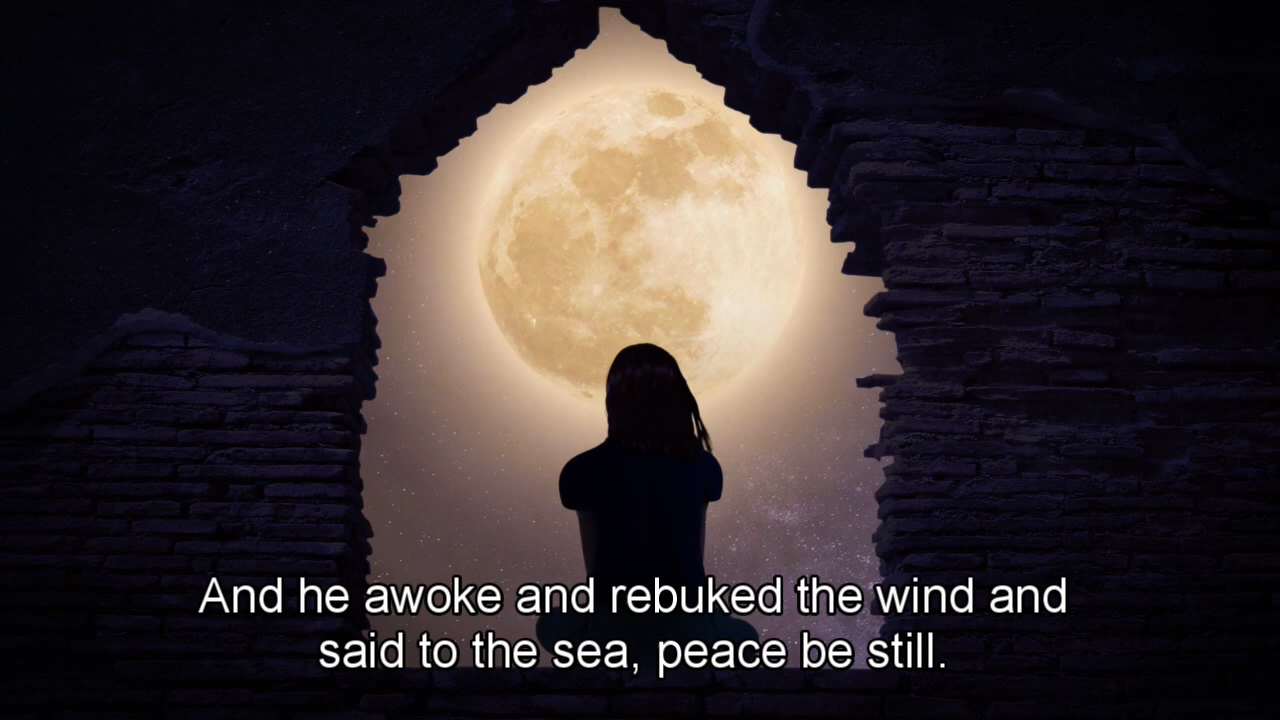 And he awoke and rebuked the wind and
said to the sea, peace be still.